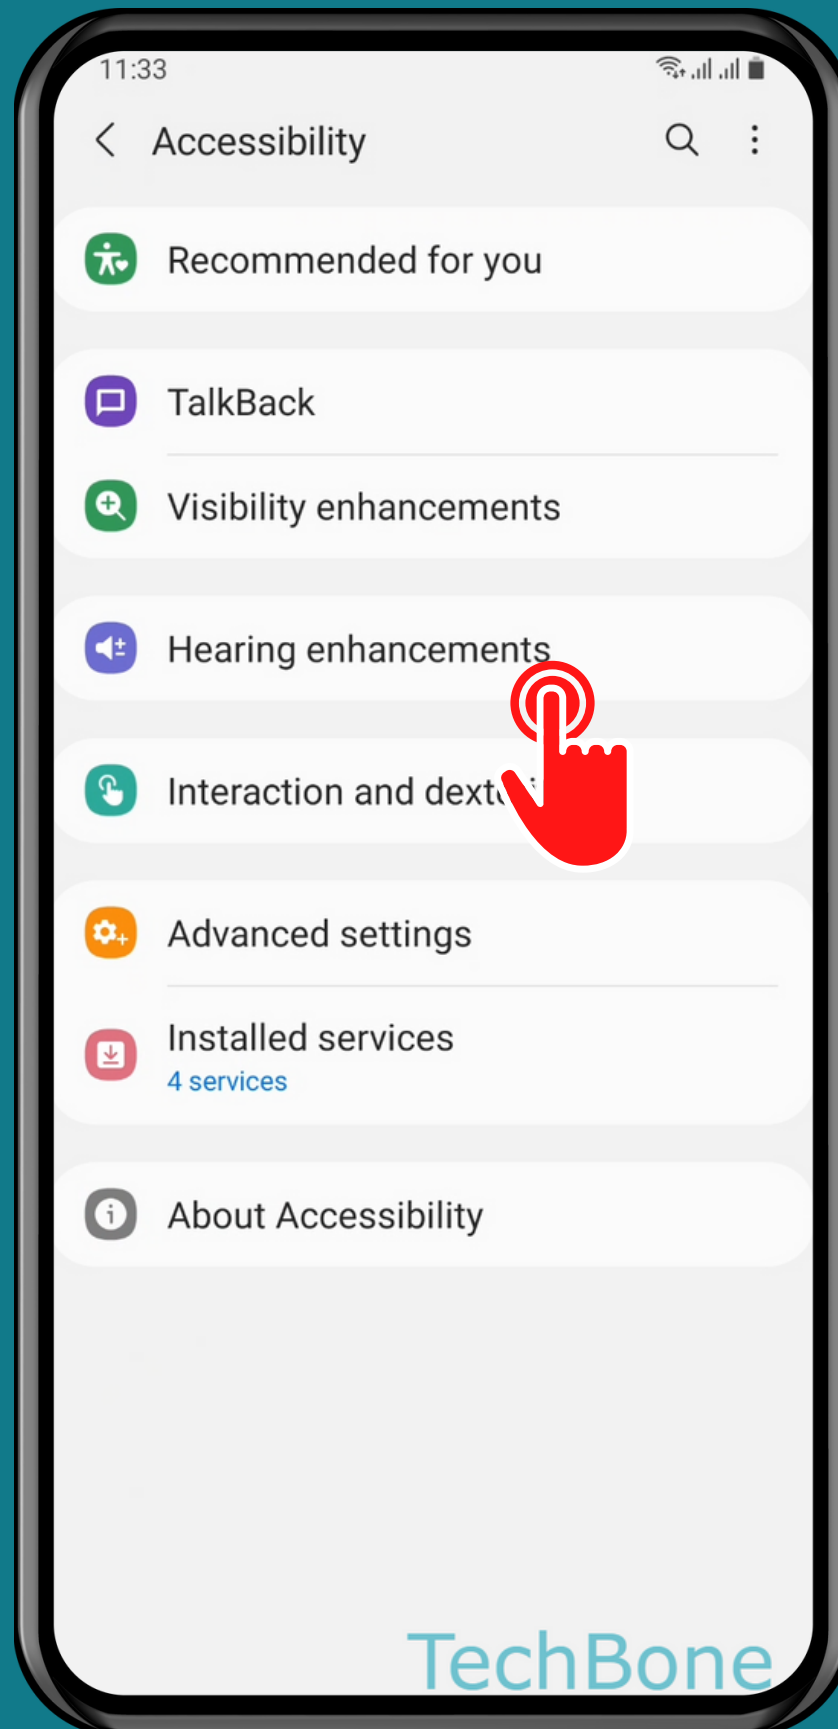 11:33
Accessibility
Recommended for you
TalkBack
Visibility enhancements
Hearing enhancements
Interaction and
Advanced settings
Installed services
4 services
About Accessibility
TechBone